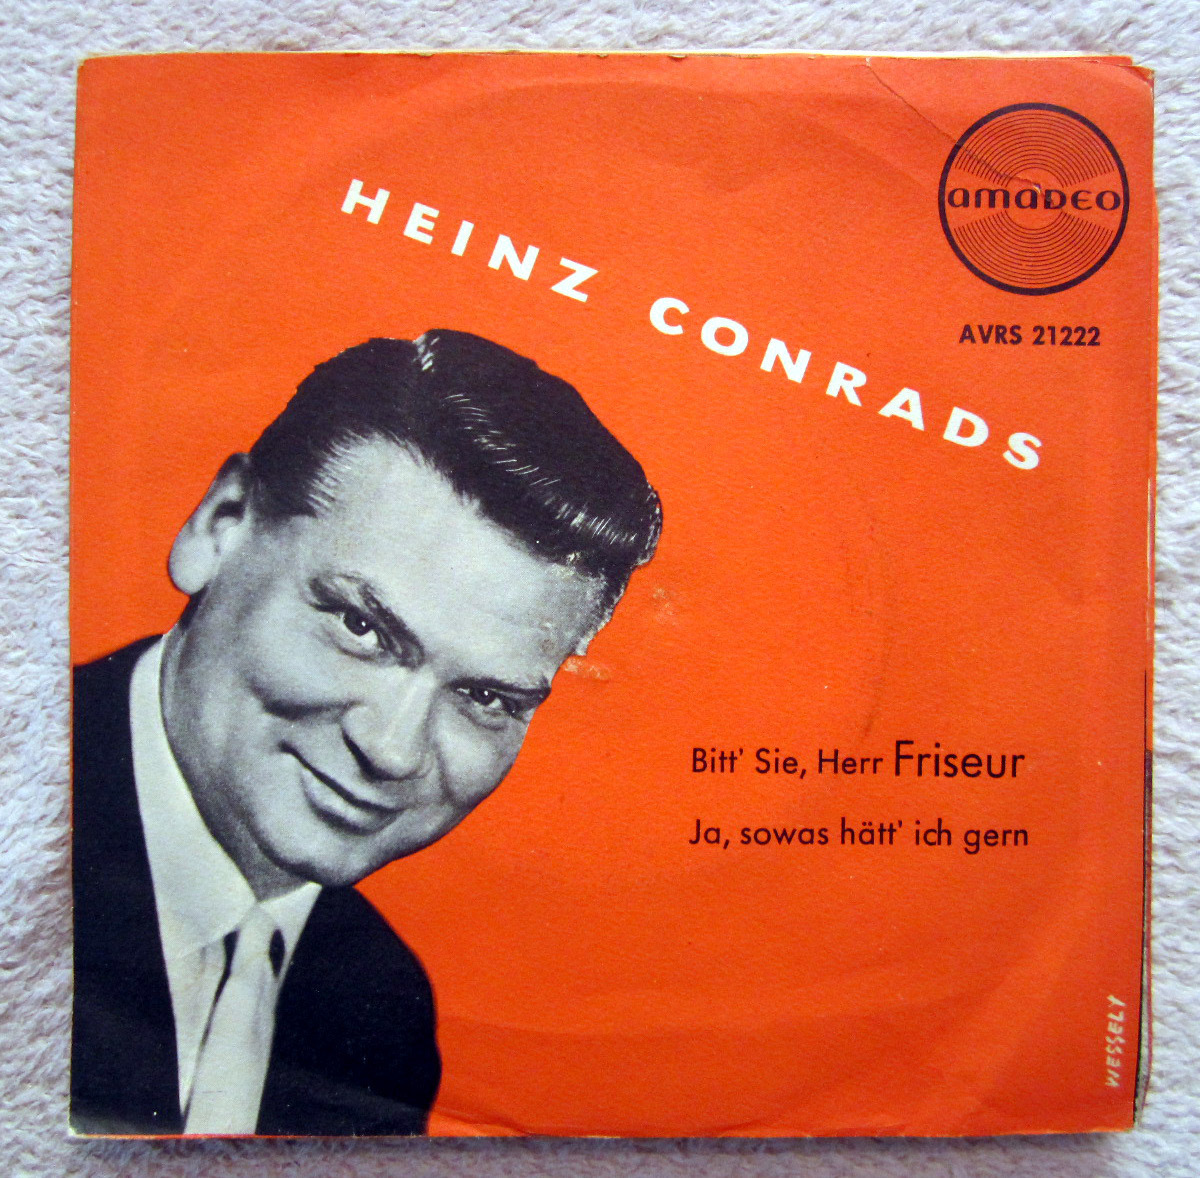 HEINZ CONRADS
amaDEO
AVRS 21222
Bitt' Sie, Herr Friseur
Ja, sowas hätt' ich gern
WESSELY